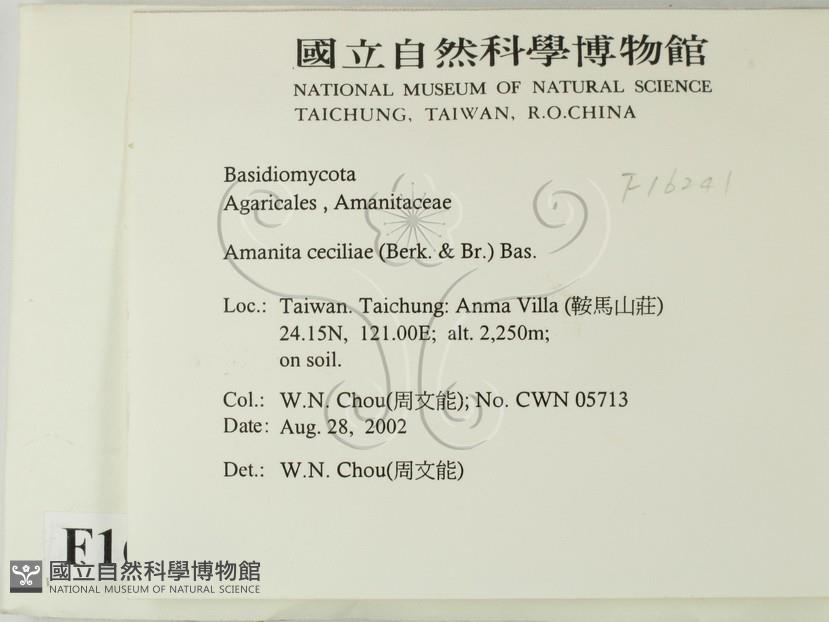 國立自然科學博物館
NATIONAL MUSEUM OF NATURAL SCIENCE
TAICHUNG, TAIWAN, R.O.CHINA
F16241
Basidiomycota
Agaricales , Amanitaceae
Amanita ceciliae (Berk. & Br.) Bas.
Loc.: Taiwan. Taichung: Anma Villa (鞍馬山莊)
24.15N, 121.00E; alt. 2,250m;
on soil.
Col.: W.N. Chou(周文能); No. CWN 05713
Date: Aug. 28, 2002
Det.: W.N. Chou(周文能)
國立自然科學博物館
NATIONAL MUSEUM OF NATURAL SCIENCE